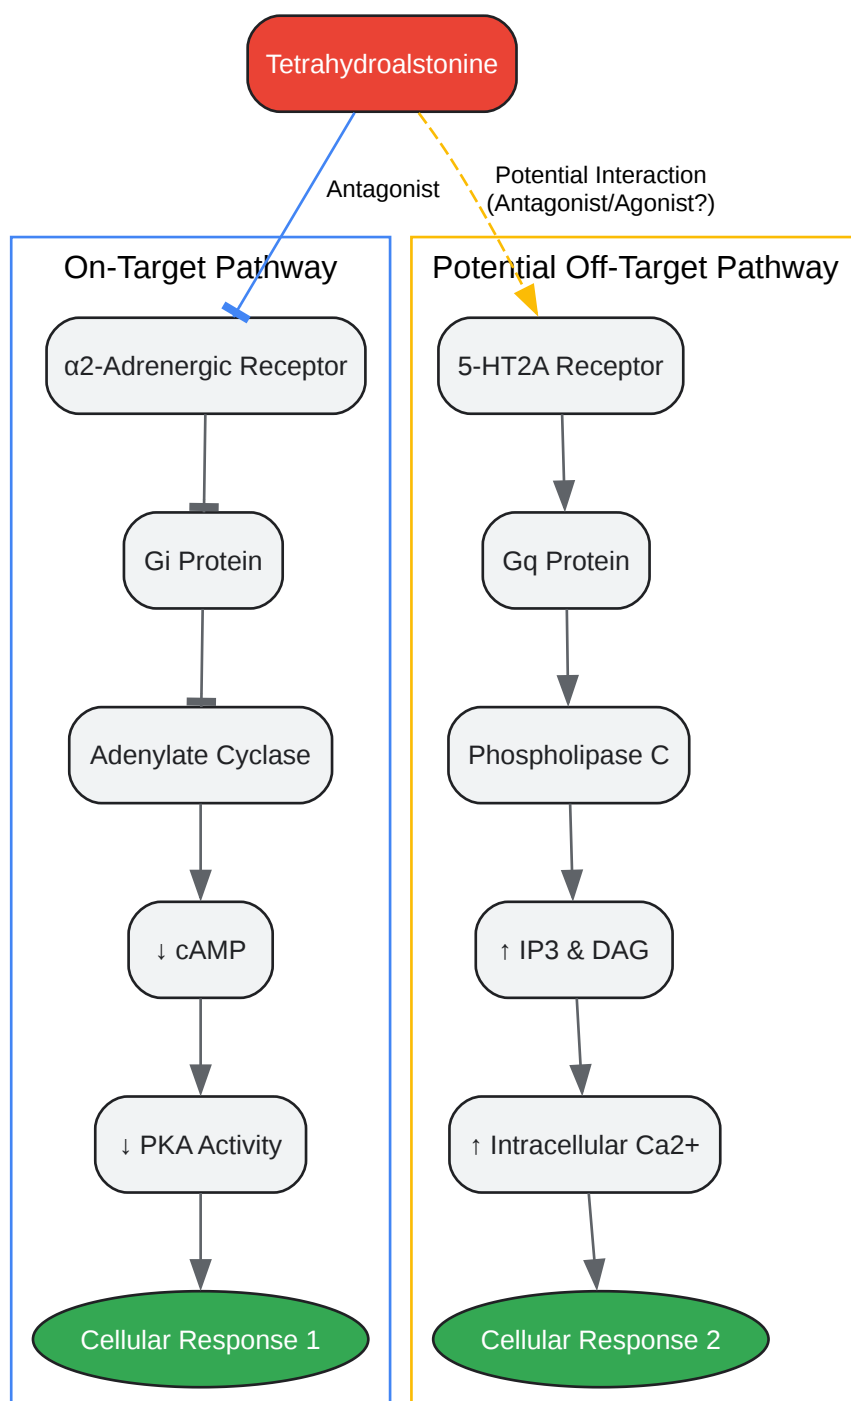 Tetrahydroalstonine
Antagonist
Potential Interaction
(Antagonist/Agonist?)
On-Target Pathway
α2-Adrenergic Receptor
Gi Protein
Adenylate Cyclase
↓ cAMP
↓ PKA Activity
Cellular Response 1
Potential Off-Target Pathway
5-HT2A Receptor
Gq Protein
Phospholipase C
↑ IP3 & DAG
↑ Intracellular Ca2+
Cellular Response 2